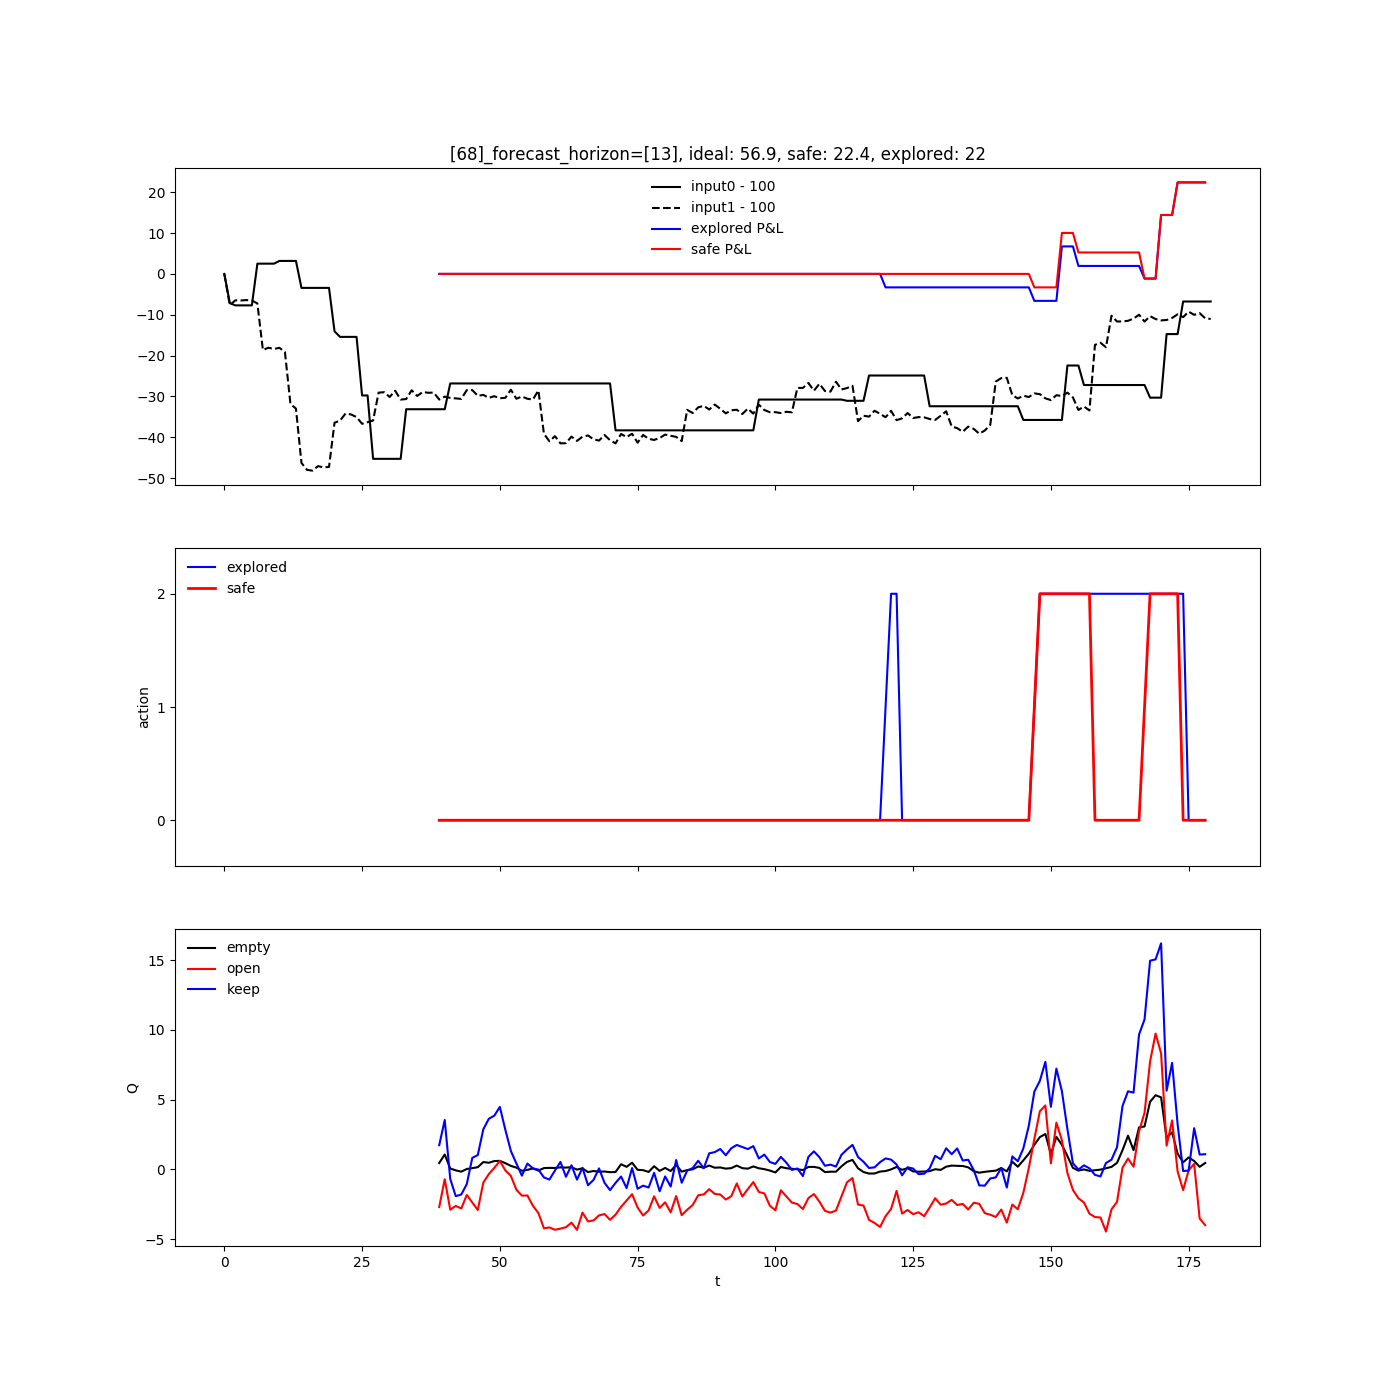 [68]_forecast_horizon=[13], ideal: 56.9, safe: 22.4, explored: 22
input0 - 100
input1 - 100
explored P&L
safe P&L
20
10
0
−10
−20
−30
−40
−50
explored
safe
2
1
0
action
empty
open
keep
15
10
5
0
−5
Q
0 25 50 75 100 125 150 175
t